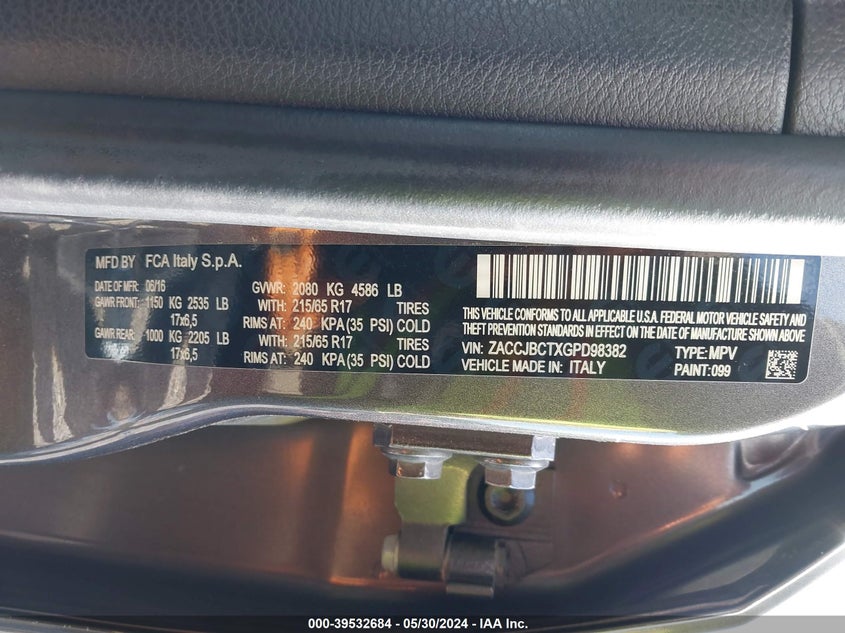 MFD BY FCA Italy S.p.A.
DATE OF MFR: 06/16 GVWR: 2080 KG 4586 LB
GAWR FRONT: 1150 KG 2535 LB WITH: 215/65 R17 TIRES
17x6,5 RIMS AT: 240 KPA (35 PSI) COLD
GAWR REAR: 1000 KG 2205 LB WITH: 215/65 R17 TIRES
17x6,5 RIMS AT: 240 KPA (35 PSI) COLD
THIS VEHICLE CONFORMS TO ALL APPLICABLE U.S.A. FEDERAL MOTOR VEHICLE SAFETY AND
THEFT PREVENTION STANDARDS IN EFFECT ON THE DATE OF MANUFACTURE SHOWN ABOVE.
VIN: ZACCJBCTXGPD98382 TYPE: MPV
VEHICLE MADE IN: ITALY PAINT: 099
000-39532684 - 05/30/2024 - IAA Inc.